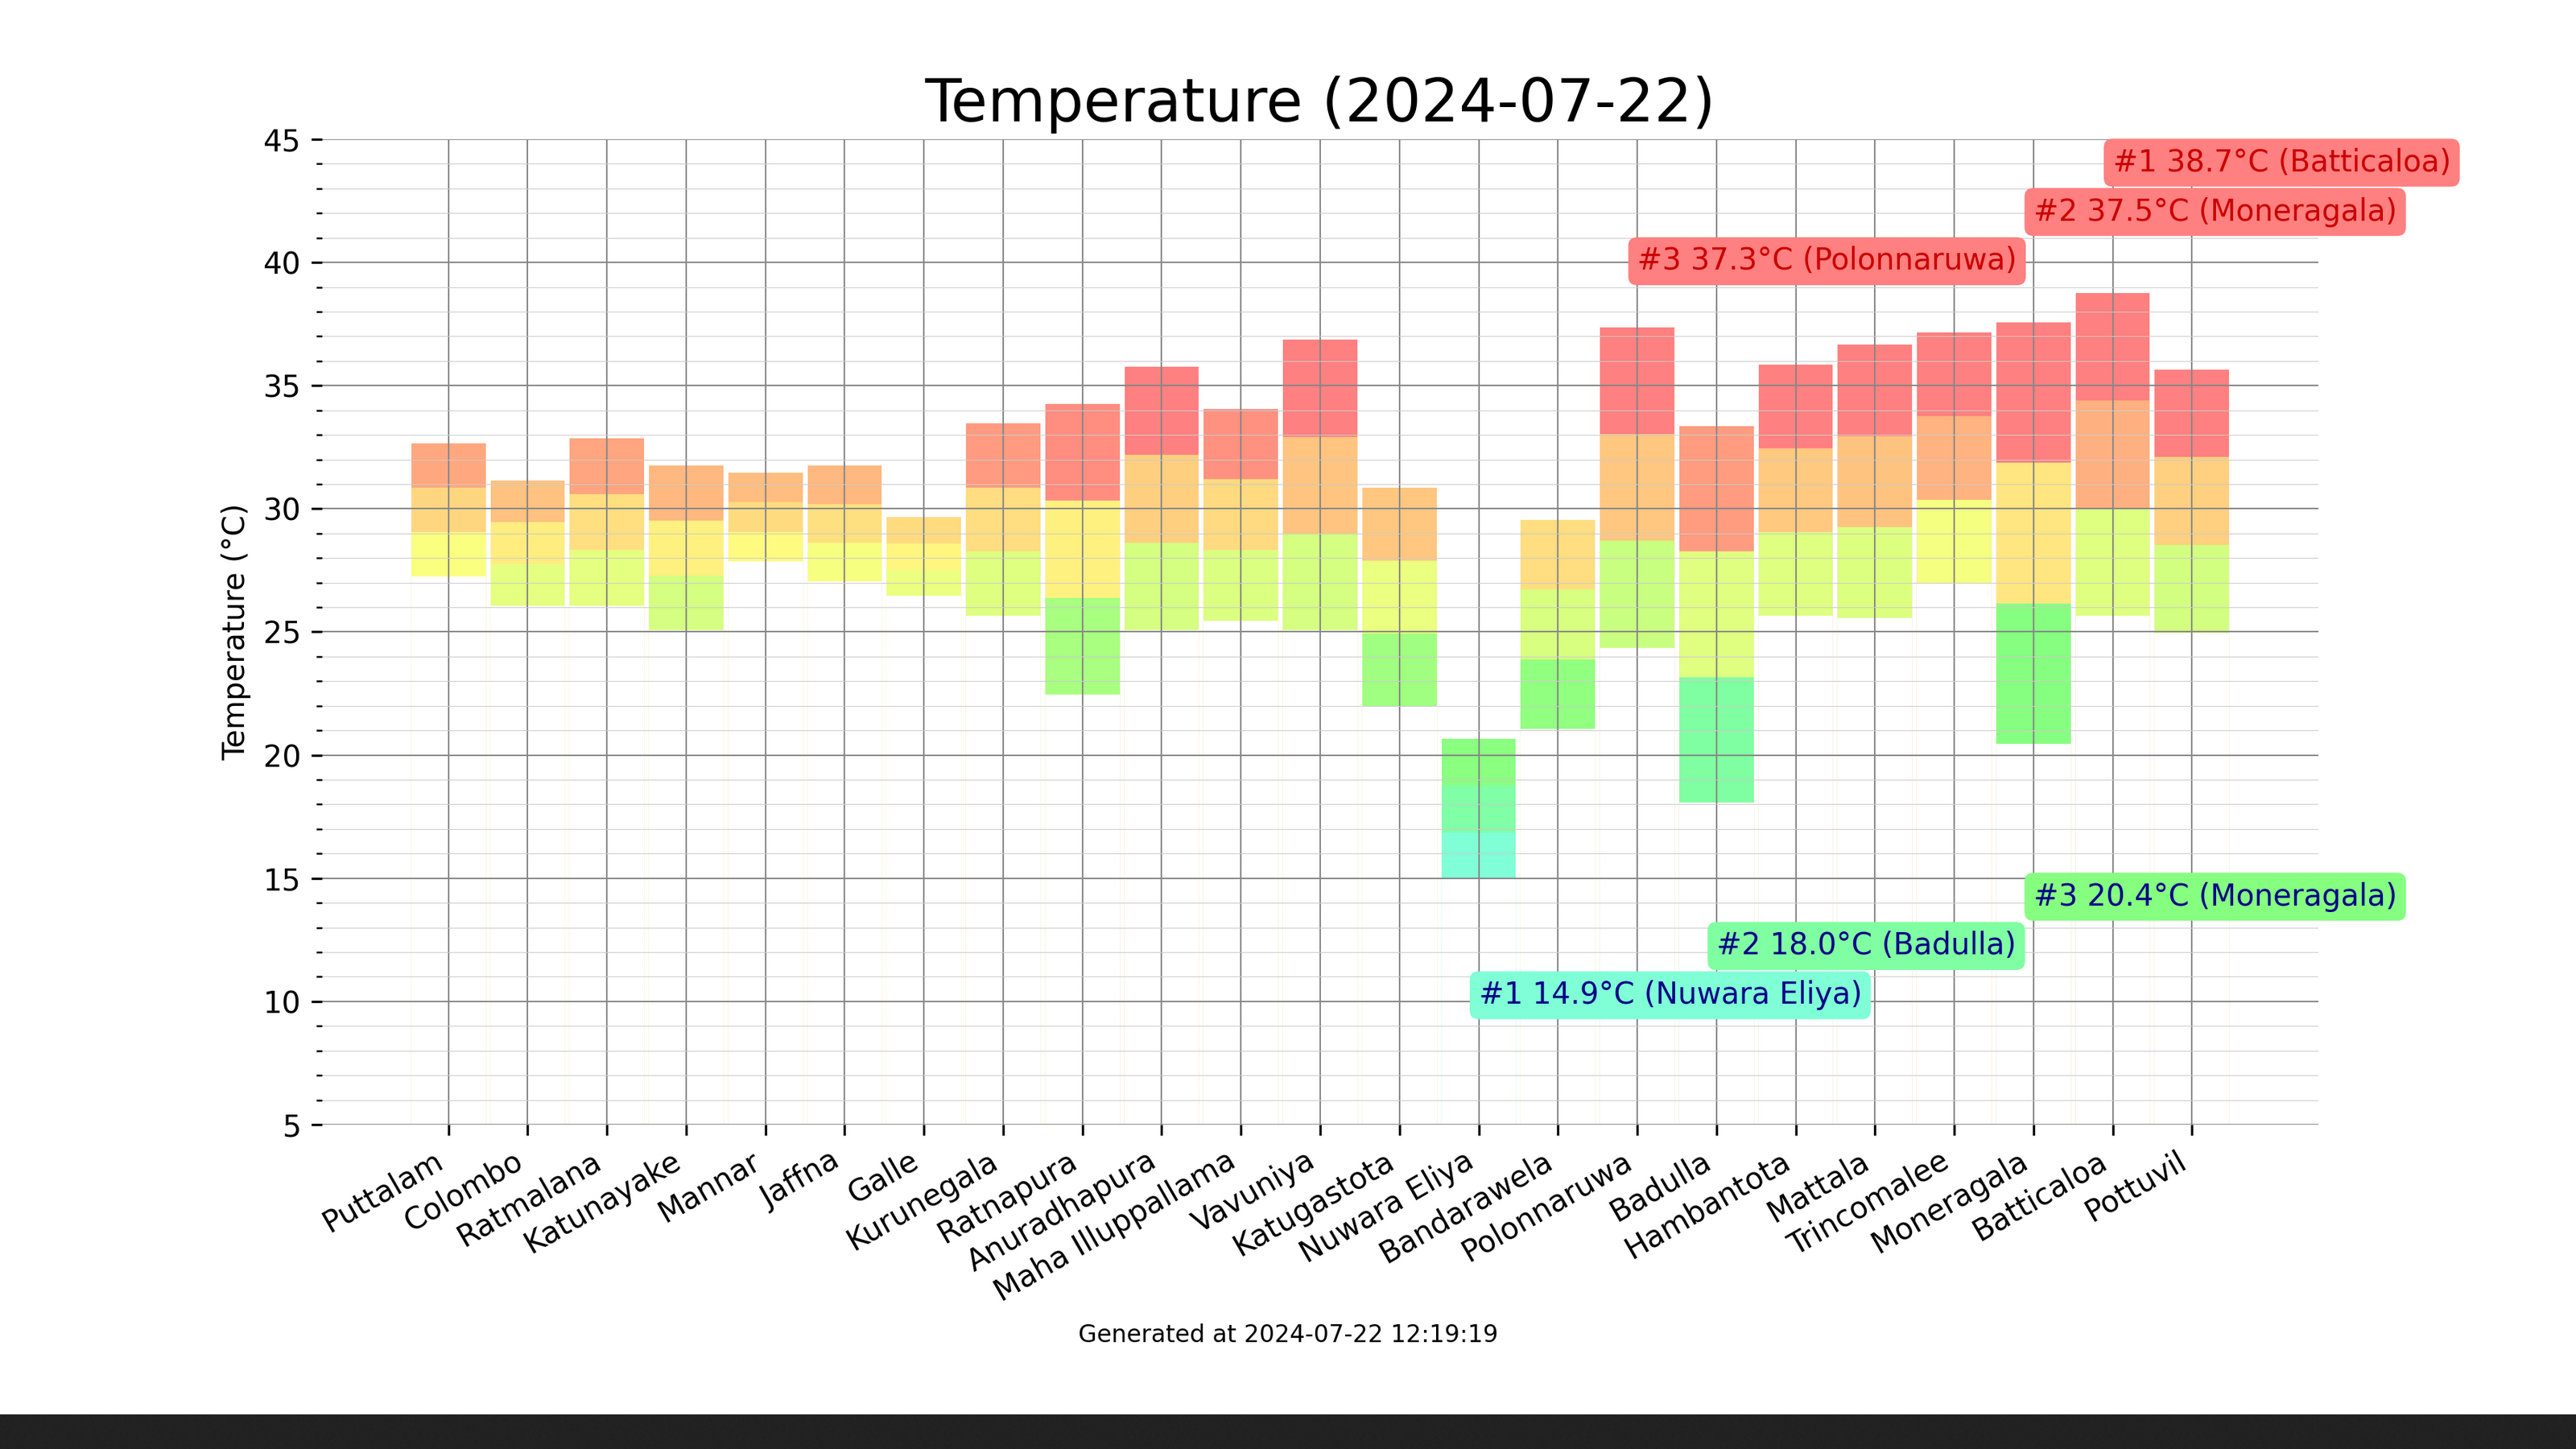 Temperature (2024-07-22)
45
#1 38.7°C (Batticaloa)
#2 37.5°C (Moneragala)
#3 37.3°C (Polonnaruwa)
40
35
30
25
20
15
10
5
Temperature (°C)
#3 20.4°C (Moneragala)
#2 18.0°C (Badulla)
#1 14.9°C (Nuwara Eliya)
Puttalam
Colombo
Ratmalana
Katunayake
Mannar
Jaffna
Galle
Kurunegala
Ratnapura
Anuradhapura
Maha Illuppallama
Vavuniya
Katugastota
Nuwara Eliya
Bandarawela
Polonnaruwa
Badulla
Hambantota
Mattala
Trincomalee
Moneragala
Batticaloa
Pottuvil
Generated at 2024-07-22 12:19:19